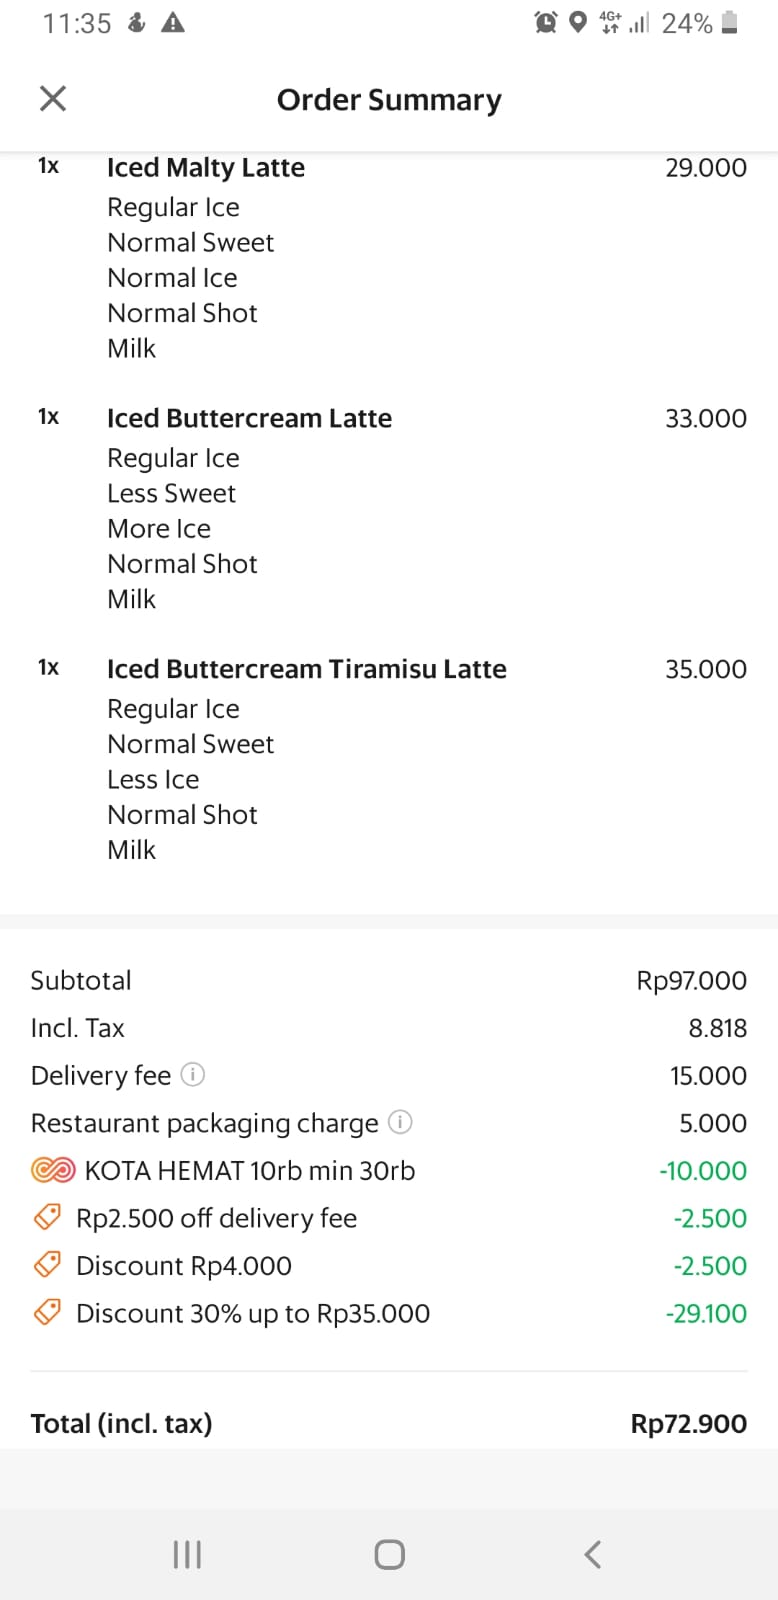 11:35
4G+ 24%
Order Summary
1x Iced Malty Latte 29.000
Regular Ice
Normal Sweet
Normal Ice
Normal Shot
Milk
1x Iced Buttercream Latte 33.000
Regular Ice
Less Sweet
More Ice
Normal Shot
Milk
1x Iced Buttercream Tiramisu Latte 35.000
Regular Ice
Normal Sweet
Less Ice
Normal Shot
Milk
Subtotal Rp97.000
Incl. Tax 8.818
Delivery fee 15.000
Restaurant packaging charge 5.000
KOTA HEMAT 10rb min 30rb -10.000
Rp2.500 off delivery fee -2.500
Discount Rp4.000 -2.500
Discount 30% up to Rp35.000 -29.100
Total (incl. tax) Rp72.900